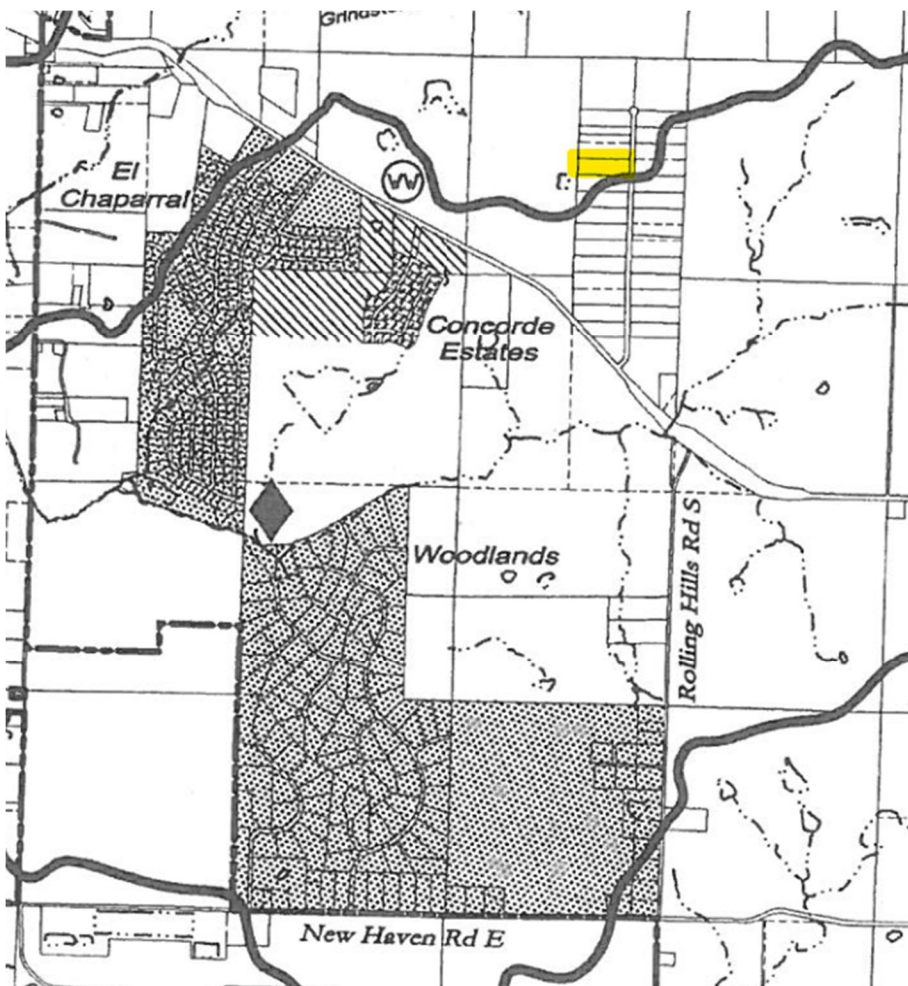 El
Chaparral
W
Concorde
Estates
Woodlands
Rolling Hills Rd S
New Haven Rd E